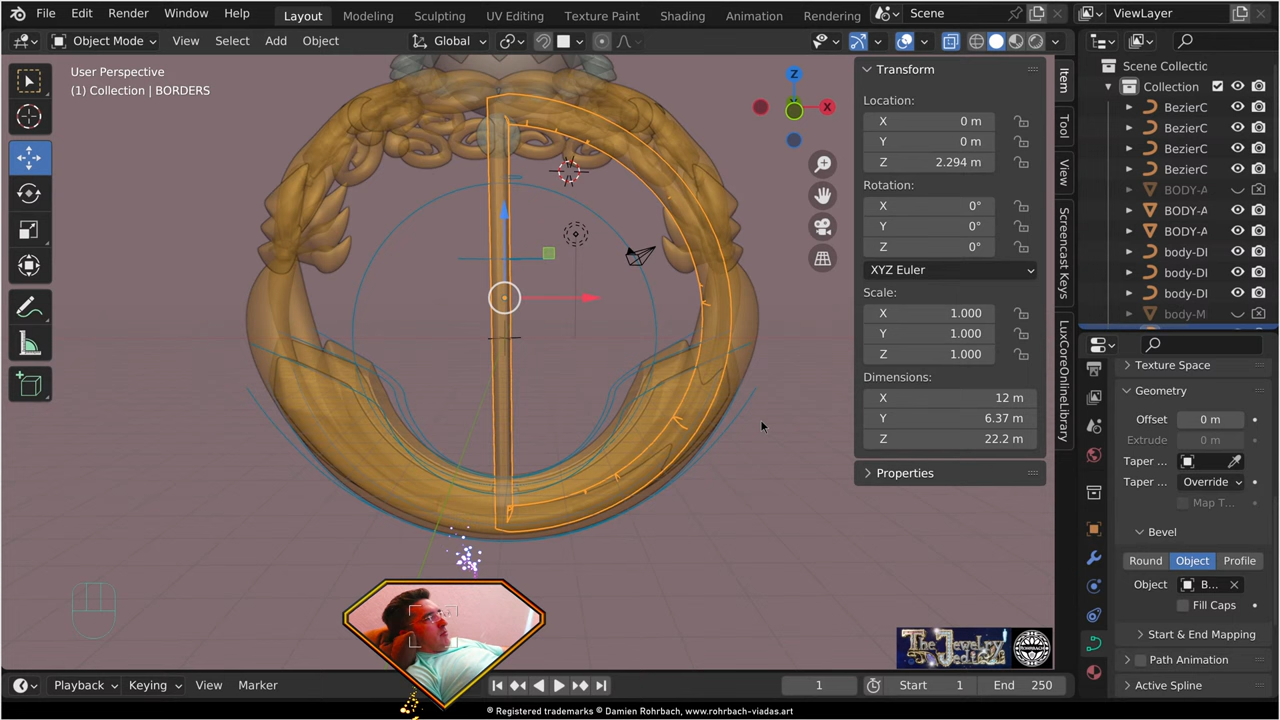 File Edit Render Window Help Layout Modeling Sculpting UV Editing Texture Paint Shading Animation Rendering Scene ViewLayer
Object Mode View Select Add Object Global
User Perspective
(1) Collection | BORDERS
Z
X
Transform
Location:
X 0 m
Y 0 m
Z 2.294 m
Rotation:
X 0°
Y 0°
Z 0°
XYZ Euler
Scale:
X 1.000
Y 1.000
Z 1.000
Dimensions:
X 12 m
Y 6.37 m
Z 22.2 m
Properties
Item
Tool
View
Screencast Keys
LuxCoreOnlineLibrary
Scene Collectic
Collection
BezierC
BezierC
BezierC
BezierC
BODY-A
BODY-A
BODY-A
body-DI
body-DI
body-M
Texture Space
Geometry
Offset 0 m
Extrude 0 m
Taper ...
Taper ... Override
Map T...
Bevel
Round Object Profile
Object B...
Fill Caps
Start & End Mapping
Path Animation
Active Spline
The Jewelry
ROHRBACH
Playback Keying View Marker 1 Start 1 End 250
® Registered trademarks © Damien Rohrbach, www.rohrbach-viadas.art